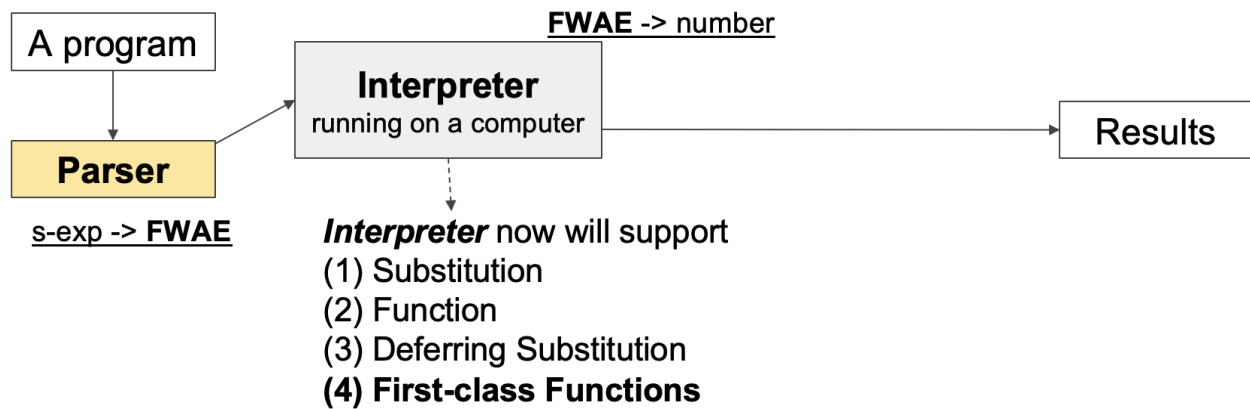 FWAE -> number
A program
Interpreter
running on a computer
Results
Parser
s-exp -> FWAE
Interpreter now will support
(1) Substitution
(2) Function
(3) Deferring Substitution
(4) First-class Functions